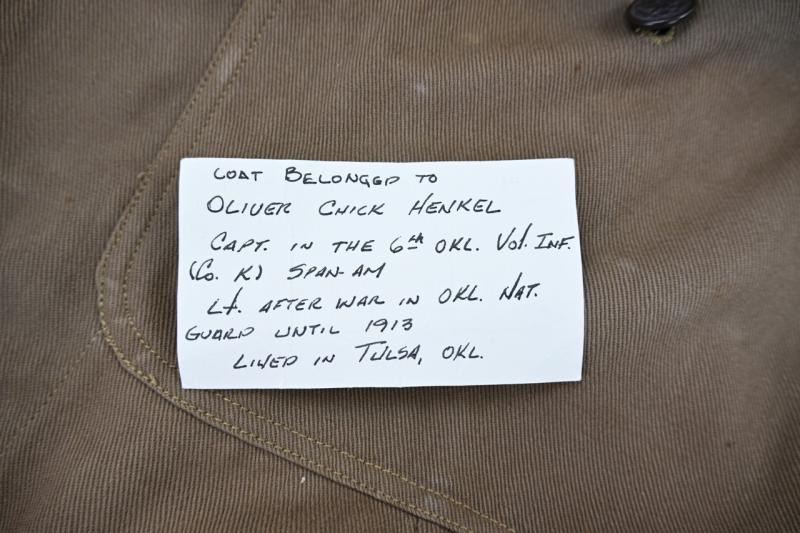 COAT BELONGED TO
OLIVER CHICK HENKEL
CAPT. IN THE 6th OKL. VOL. INF.
(CO. K) SPAN-AM
Lt. AFTER WAR IN OKL. NAT.
GUARD UNTIL 1913
LIVED IN TULSA, OKL.